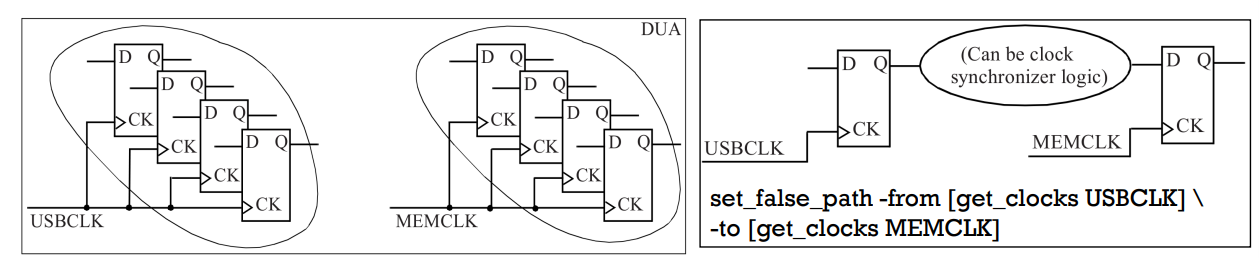 DUA
D Q
CK
D Q
CK
D Q
CK
D Q
CK
USBCLK
D Q
CK
D Q
CK
D Q
CK
D Q
CK
MEMCLK
D Q
CK
USBCLK
(Can be clock
synchronizer logic)
D Q
CK
MEMCLK
set_false_path -from [get_clocks USBCLK] \
-to [get_clocks MEMCLK]